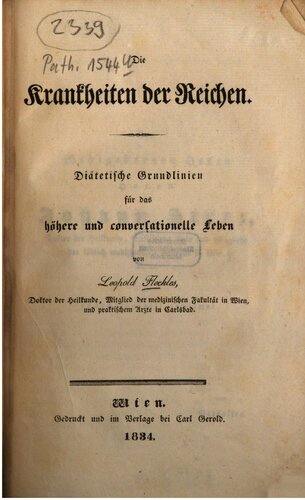 2339
Path. 1544 u
Die
Krankheiten der Reichen.
Diätetische Grundlinien
für das
höhere und conversationelle Leben
von
Leopold Fleckles,
Doktor der Heilkunde, Mitglied der medizinischen Fakultät in Wien,
und praktischem Arzte in Carlsbad.
Wien.
Gedruckt und im Verlage bei Carl Gerold.
1834.